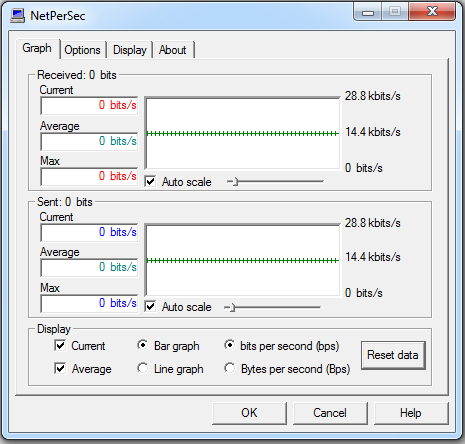 NetPerSec
Graph Options Display About
Received: 0 bits
Current
0 bits/s
Average
0 bits/s
Max
0 bits/s
28.8 kbits/s
14.4 kbits/s
0 bits/s
Auto scale
Sent: 0 bits
Current
0 bits/s
Average
0 bits/s
Max
0 bits/s
28.8 kbits/s
14.4 kbits/s
0 bits/s
Auto scale
Display
Current Bar graph bits per second (bps)
Average Line graph Bytes per second (Bps)
Reset data
OK Cancel Help